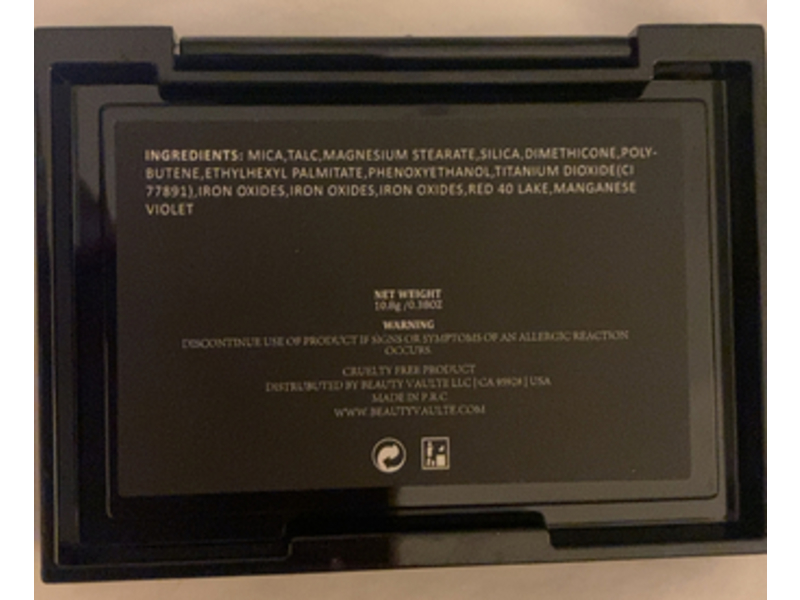 INGREDIENTS: MICA,TALC,MAGNESIUM STEARATE,SILICA,DIMETHICONE,POLY-
BUTENE,ETHYLHEXYL PALMITATE,PHENOXYETHANOL,TITANIUM DIOXIDE(CI
77891),IRON OXIDES,IRON OXIDES,IRON OXIDES,RED 40 LAKE,MANGANESE
VIOLET
NET WEIGHT
10.8g /0.38OZ
WARNING
DISCONTINUE USE OF PRODUCT IF SIGNS OR SYMPTOMS OF AN ALLERGIC REACTION
OCCURS.
CRUELTY FREE PRODUCT
DISTRUBUTED BY BEAUTY VAULTE LLC | CA | USA
MADE IN P.R.C
WWW.BEAUTYVAULTE.COM